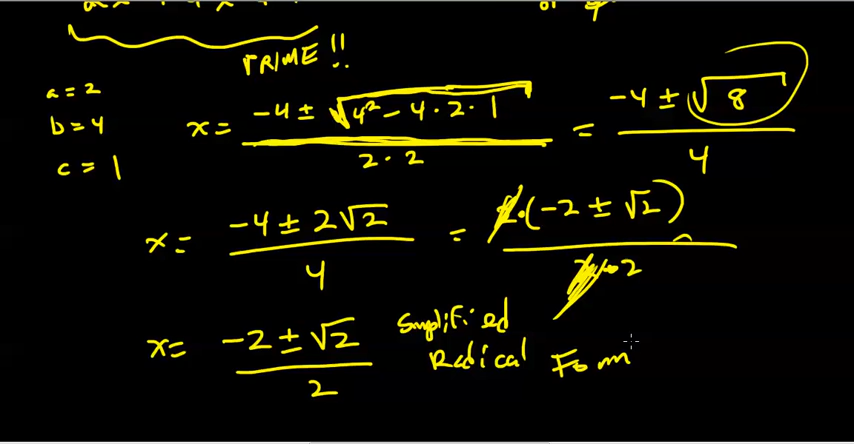 PRIME!!
a = 2
b = 4
c = 1
x = (-4 ± √(4² - 4 · 2 · 1)) / (2 · 2) = (-4 ± √8) / 4
x = (-4 ± 2√2) / 4 = 2 · (-2 ± √2) / 2 · 2
x = (-2 ± √2) / 2
Simplified
Radical Form